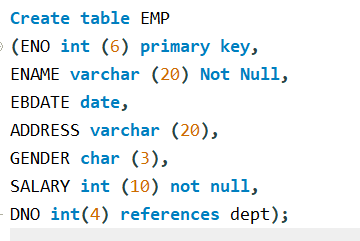 Create table EMP
(ENO int (6) primary key,
ENAME varchar (20) Not Null,
EBDATE date,
ADDRESS varchar (20),
GENDER char (3),
SALARY int (10) not null,
DNO int(4) references dept);